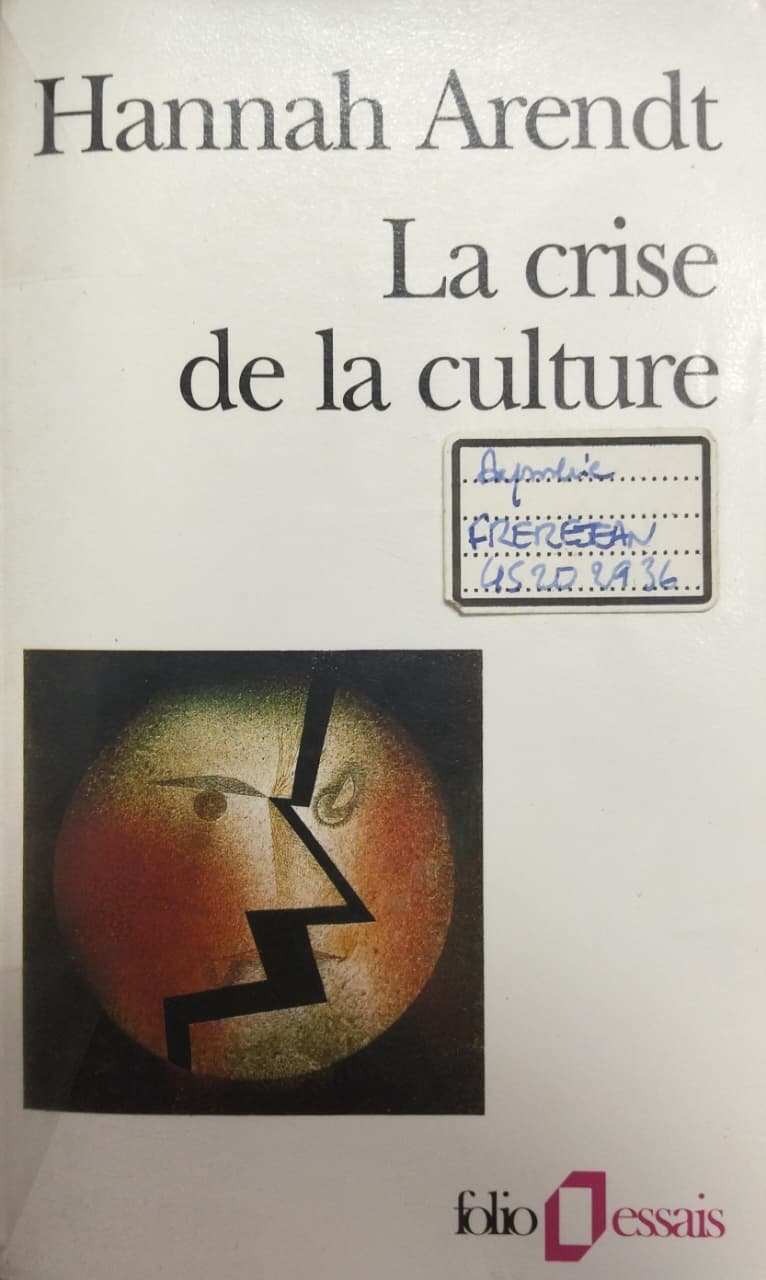 Hannah Arendt
La crise
de la culture
FREREJEAN
45 20 29 36
folio essais